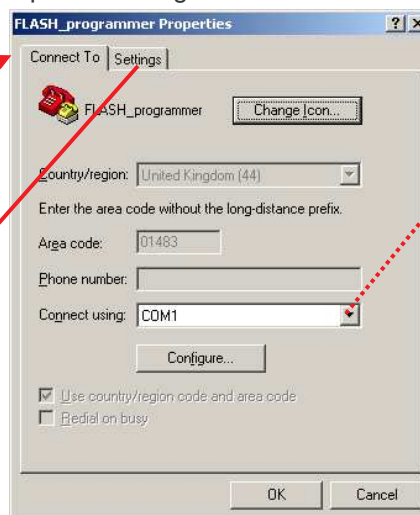 FLASH_programmer Properties
Connect To Settings
FLASH_programmer Change Icon...
Country/region: United Kingdom (44)
Enter the area code without the long-distance prefix.
Area code: 01483
Phone number:
Connect using: COM1
Configure...
Use country/region code and area code
Redial on busy
OK Cancel